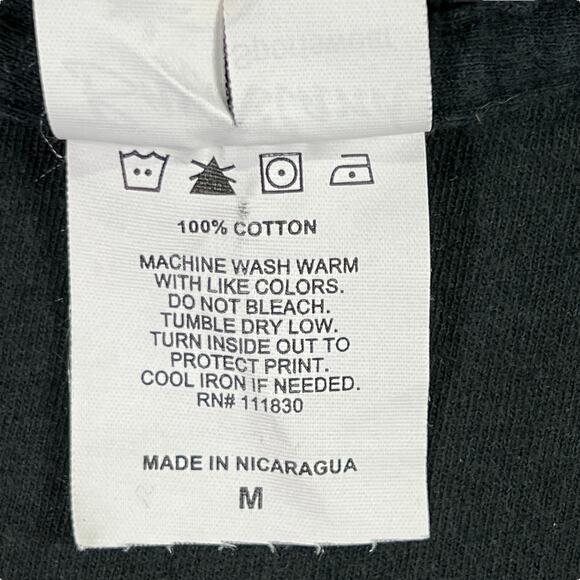 100% COTTON
MACHINE WASH WARM
WITH LIKE COLORS.
DO NOT BLEACH.
TUMBLE DRY LOW.
TURN INSIDE OUT TO
PROTECT PRINT.
COOL IRON IF NEEDED.
RN# 111830
MADE IN NICARAGUA
M